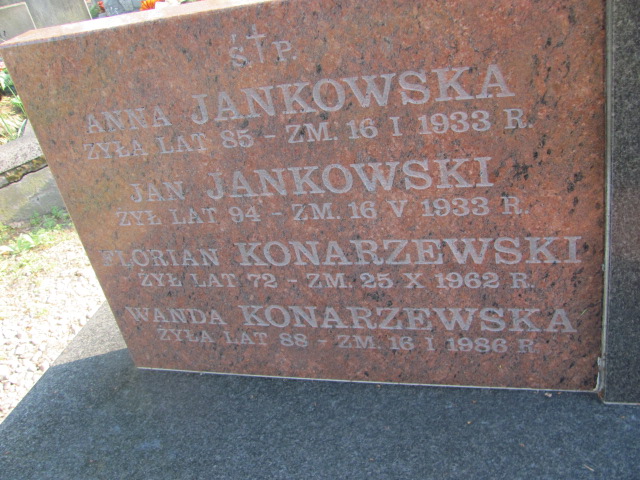 Ś.†P.
ANNA JANKOWSKA
ŻYŁA LAT 85 - ZM. 16 I 1933 R.
JAN JANKOWSKI
ŻYŁ LAT 94 - ZM. 16 V 1933 R.
FLORIAN KONARZEWSKI
ŻYŁ LAT 72 - ZM. 25 X 1962 R.
WANDA KONARZEWSKA
ŻYŁA LAT 88 - ZM. 16 I 1986 R